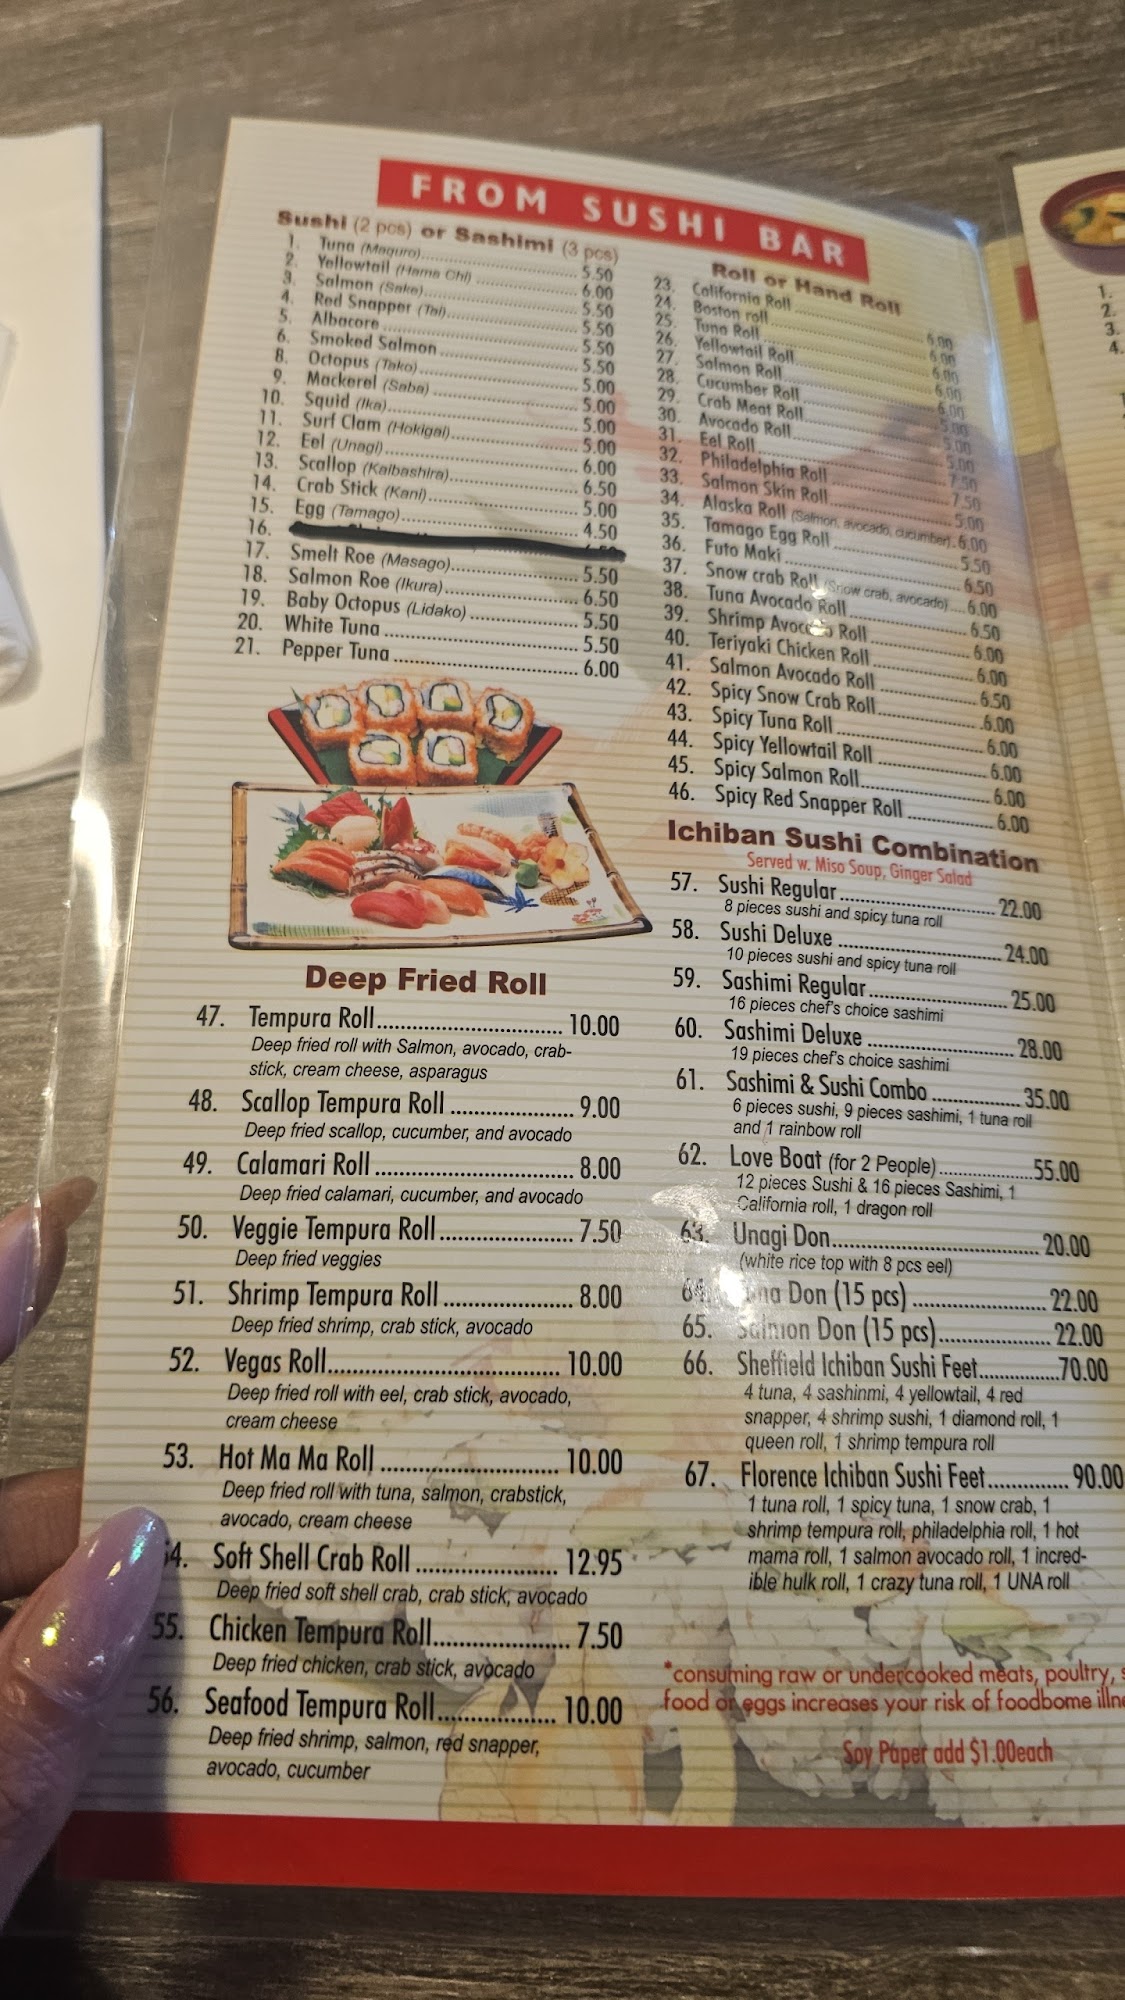 FROM SUSHI BAR
Sushi (2 pcs) or Sashimi (3 pcs)
1. Tuna (Maguro) 5.50
2. Yellowtail (Hama Chi) 6.00
3. Salmon (Sake) 5.50
4. Red Snapper (Tai) 5.50
5. Albacore 5.50
6. Smoked Salmon 5.50
8. Octopus (Tako) 5.00
9. Mackerel (Saba) 5.00
10. Squid (Ika) 5.00
11. Surf Clam (Hokigai) 5.00
12. Eel (Unagi) 6.00
13. Scallop (Kaibashira) 6.50
14. Crab Stick (Kani) 5.00
15. Egg (Tamago) 4.50
16.
17. Smelt Roe (Masago) 5.50
18. Salmon Roe (Ikura) 6.50
19. Baby Octopus (Lidako) 5.50
20. White Tuna 5.50
21. Pepper Tuna 6.00
Deep Fried Roll
47. Tempura Roll 10.00
Deep fried roll with Salmon, avocado, crab-
stick, cream cheese, asparagus
48. Scallop Tempura Roll 9.00
Deep fried scallop, cucumber, and avocado
49. Calamari Roll 8.00
Deep fried calamari, cucumber, and avocado
50. Veggie Tempura Roll 7.50
Deep fried veggies
51. Shrimp Tempura Roll 8.00
Deep fried shrimp, crab stick, avocado
52. Vegas Roll 10.00
Deep fried roll with eel, crab stick, avocado,
cream cheese
53. Hot Ma Ma Roll 10.00
Deep fried roll with tuna, salmon, crabstick,
avocado, cream cheese
54. Soft Shell Crab Roll 12.95
Deep fried soft shell crab, crab stick, avocado
55. Chicken Tempura Roll 7.50
Deep fried chicken, crab stick, avocado
56. Seafood Tempura Roll 10.00
Deep fried shrimp, salmon, red snapper,
avocado, cucumber
Roll or Hand Roll
23. California Roll 6.00
24. Boston roll 6.00
25. Tuna Roll 6.00
26. Yellowtail Roll 6.00
27. Salmon Roll 6.00
28. Cucumber Roll 5.00
29. Crab Meat Roll 5.00
30. Avocado Roll 5.00
31. Eel Roll 7.50
32. Philadelphia Roll 7.50
33. Salmon Skin Roll 5.00
34. Alaska Roll (Salmon, avocado, cucumber) 6.00
35. Tamago Egg Roll 5.50
36. Futo Maki 6.50
37. Snow crab Roll (Snow crab, avocado) 6.00
38. Tuna Avocado Roll 6.50
39. Shrimp Avocado Roll 6.00
40. Teriyaki Chicken Roll 6.00
41. Salmon Avocado Roll 6.50
42. Spicy Snow Crab Roll 6.00
43. Spicy Tuna Roll 6.00
44. Spicy Yellowtail Roll 6.00
45. Spicy Salmon Roll 6.00
46. Spicy Red Snapper Roll 6.00
Ichiban Sushi Combination
Served w. Miso Soup, Ginger Salad
57. Sushi Regular 22.00
8 pieces sushi and spicy tuna roll
58. Sushi Deluxe 24.00
10 pieces sushi and spicy tuna roll
59. Sashimi Regular 25.00
16 pieces chef's choice sashimi
60. Sashimi Deluxe 28.00
19 pieces chef's choice sashimi
61. Sashimi & Sushi Combo 35.00
6 pieces sushi, 9 pieces sashimi, 1 tuna roll
and 1 rainbow roll
62. Love Boat (for 2 People) 55.00
12 pieces Sushi & 16 pieces Sashimi, 1
California roll, 1 dragon roll
63. Unagi Don 20.00
(white rice top with 8 pcs eel)
64. Tuna Don (15 pcs) 22.00
65. Salmon Don (15 pcs) 22.00
66. Sheffield Ichiban Sushi Feet 70.00
4 tuna, 4 sashinmi, 4 yellowtail, 4 red
snapper, 4 shrimp sushi, 1 diamond roll, 1
queen roll, 1 shrimp tempura roll
67. Florence Ichiban Sushi Feet 90.00
1 tuna roll, 1 spicy tuna, 1 snow crab, 1
shrimp tempura roll, philadelphia roll, 1 hot
mama roll, 1 salmon avocado roll, 1 incred-
ible hulk roll, 1 crazy tuna roll, 1 UNA roll
*consuming raw or undercooked meats, poultry,
food or eggs increases your risk of foodborne
Soy Paper add $1.00each
1.
2.
3.
4.